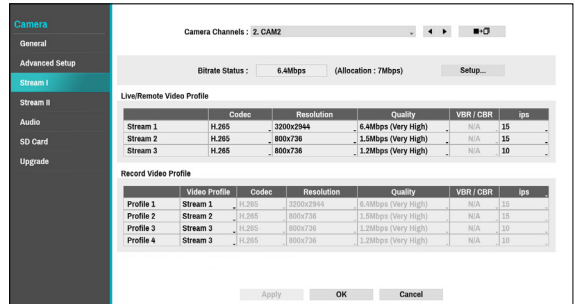 Camera
General
Advanced Setup
Stream I
Stream II
Audio
SD Card
Upgrade
Camera Channels : 2. CAM2
Bitrate Status : 6.4Mbps (Allocation : 7Mbps) Setup...
Live/Remote Video Profile
Codec Resolution Quality VBR / CBR ips
Stream 1 H.265 3200x2944 6.4Mbps (Very High) N/A 15
Stream 2 H.265 800x736 1.5Mbps (Very High) N/A 15
Stream 3 H.265 800x736 1.2Mbps (Very High) N/A 10
Record Video Profile
Video Profile Codec Resolution Quality VBR / CBR ips
Profile 1 Stream 1 H.265 3200x2944 6.4Mbps (Very High) N/A 15
Profile 2 Stream 2 H.265 800x736 1.5Mbps (Very High) N/A 15
Profile 3 Stream 3 H.265 800x736 1.2Mbps (Very High) N/A 10
Profile 4 Stream 3 H.265 800x736 1.2Mbps (Very High) N/A 10
Apply OK Cancel